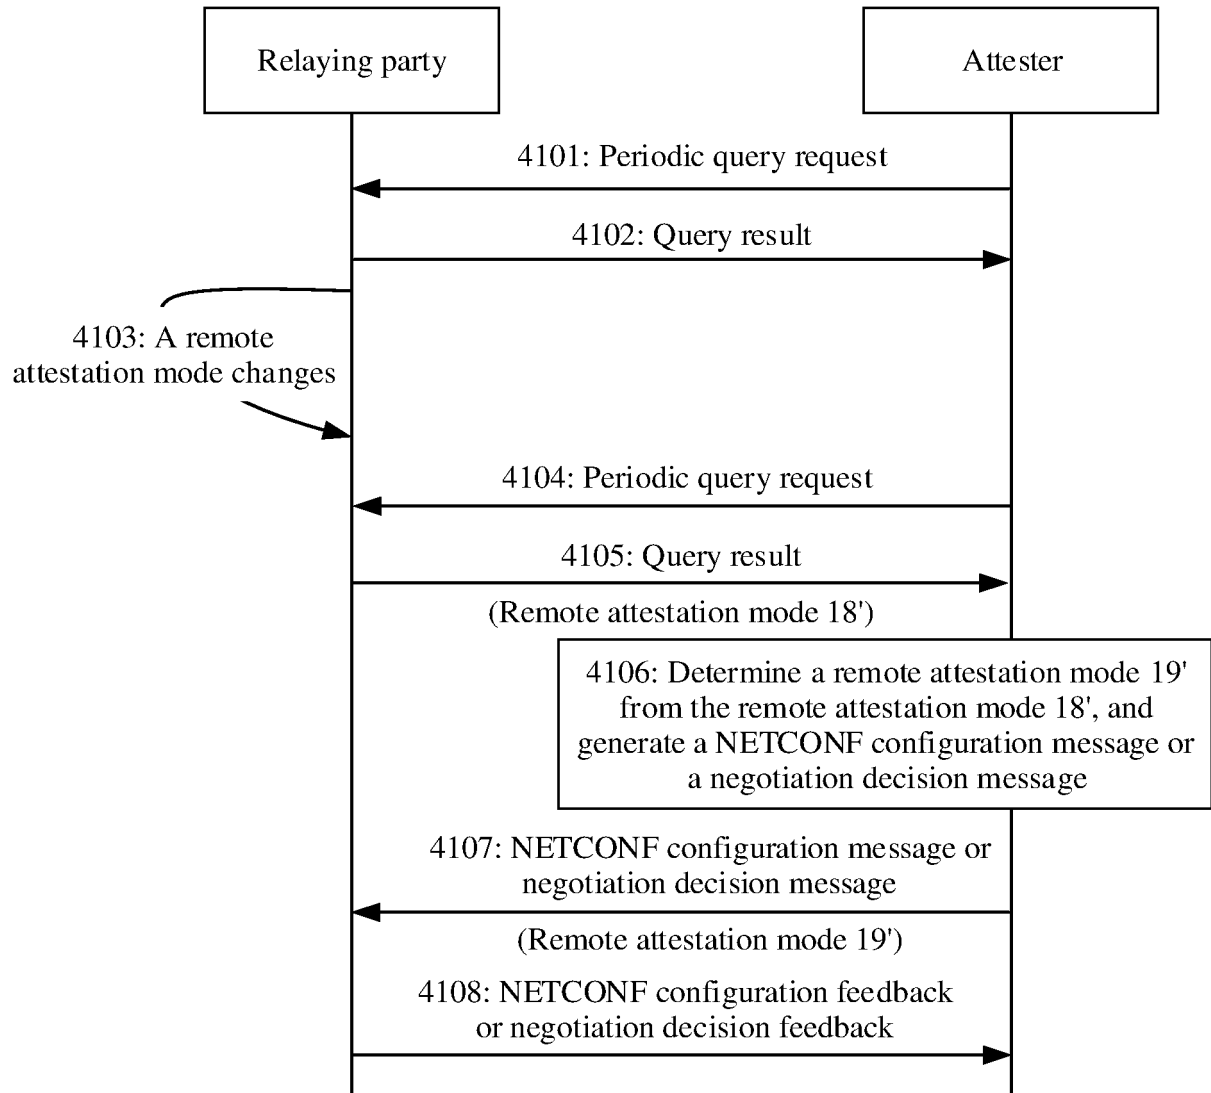 Relaying party
Attester
4101: Periodic query request
4102: Query result
4103: A remote
attestation mode changes
4104: Periodic query request
4105: Query result
(Remote attestation mode 18')
4106: Determine a remote attestation mode 19'
from the remote attestation mode 18', and
generate a NETCONF configuration message or
a negotiation decision message
4107: NETCONF configuration message or
negotiation decision message
(Remote attestation mode 19')
4108: NETCONF configuration feedback
or negotiation decision feedback